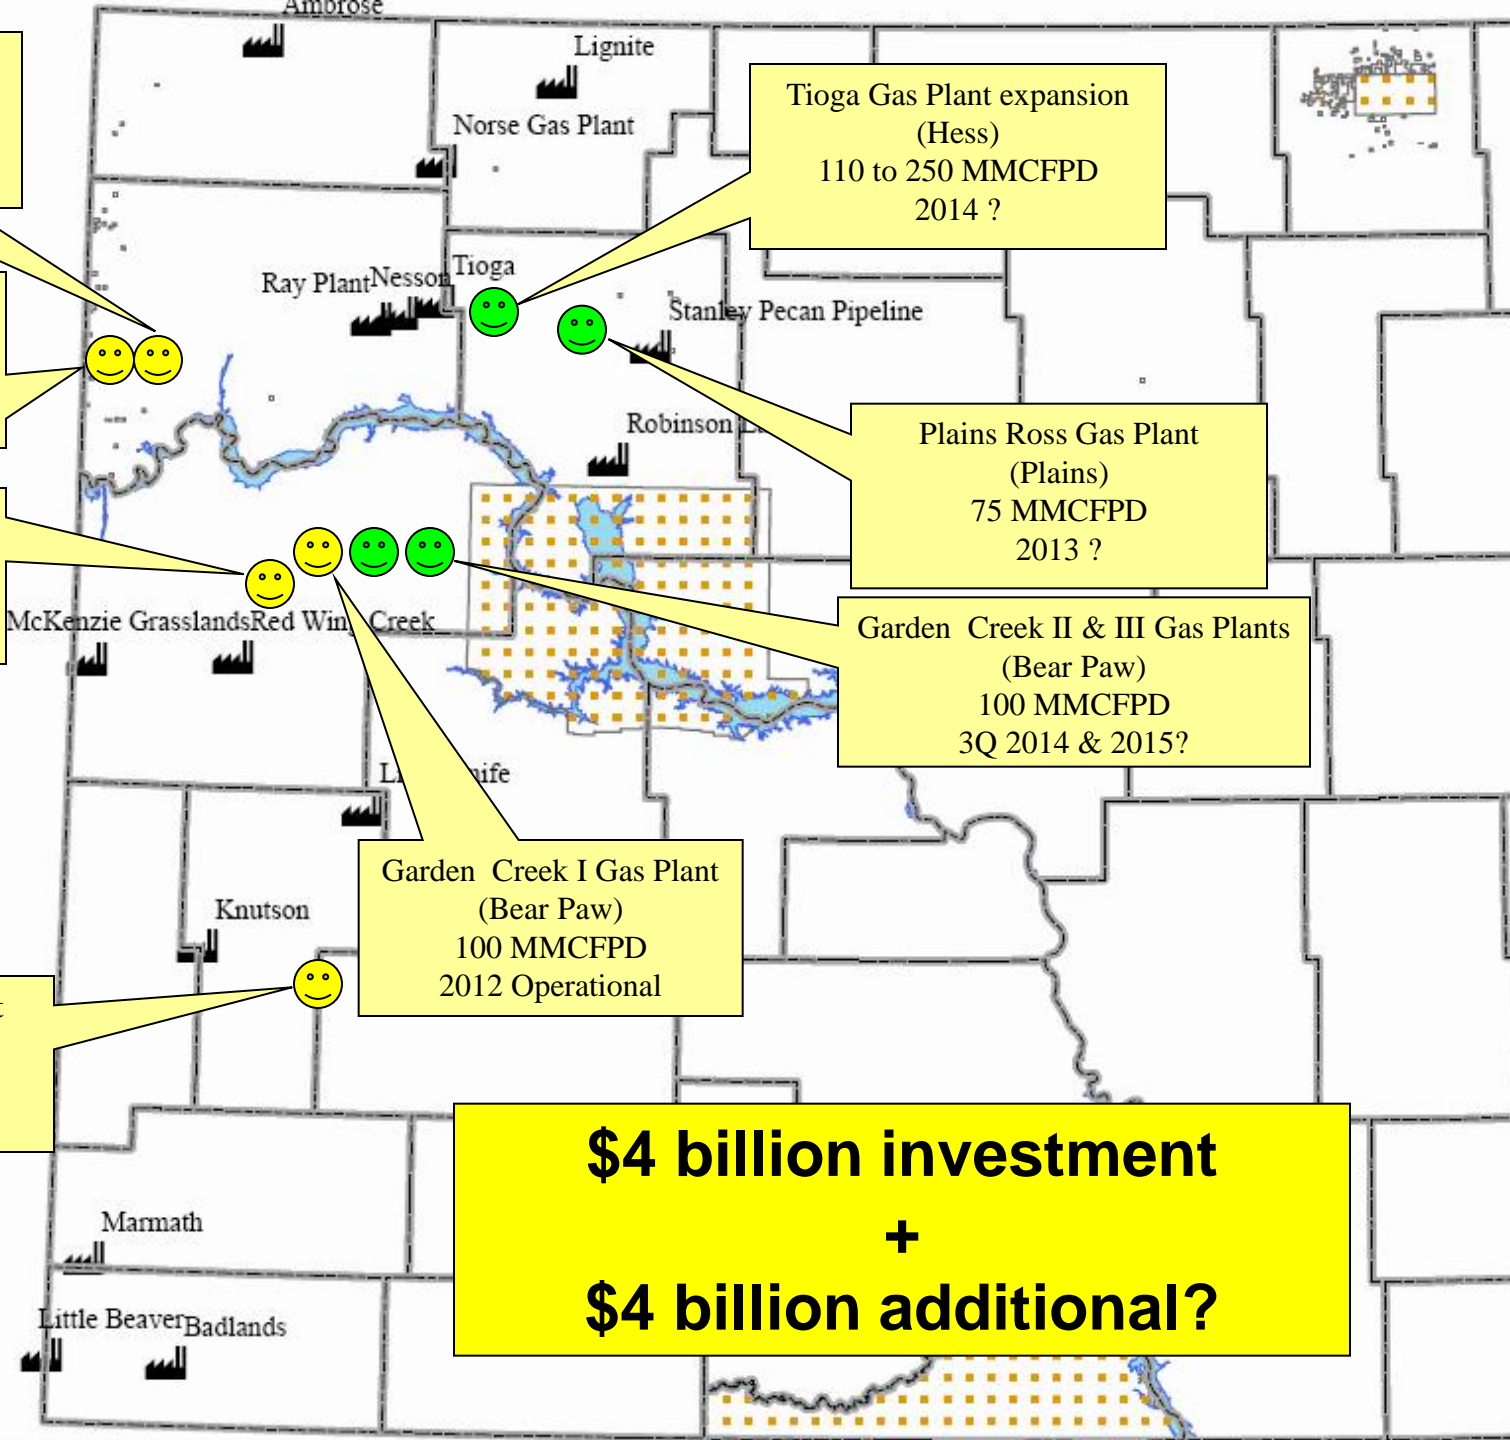 Ambrose
Lignite
Norse Gas Plant
Tioga Gas Plant expansion
(Hess)
110 to 250 MMCFPD
2014 ?
Ray Plant
Nesson
Tioga
Stanley Pecan Pipeline
Robinson
Plains Ross Gas Plant
(Plains)
75 MMCFPD
2013 ?
McKenzie Grasslands
Red Wing Creek
Garden Creek II & III Gas Plants
(Bear Paw)
100 MMCFPD
3Q 2014 & 2015?
Garden Creek I Gas Plant
(Bear Paw)
100 MMCFPD
2012 Operational
Knutson
$4 billion investment
+
$4 billion additional?
Marmath
Little Beaver
Badlands